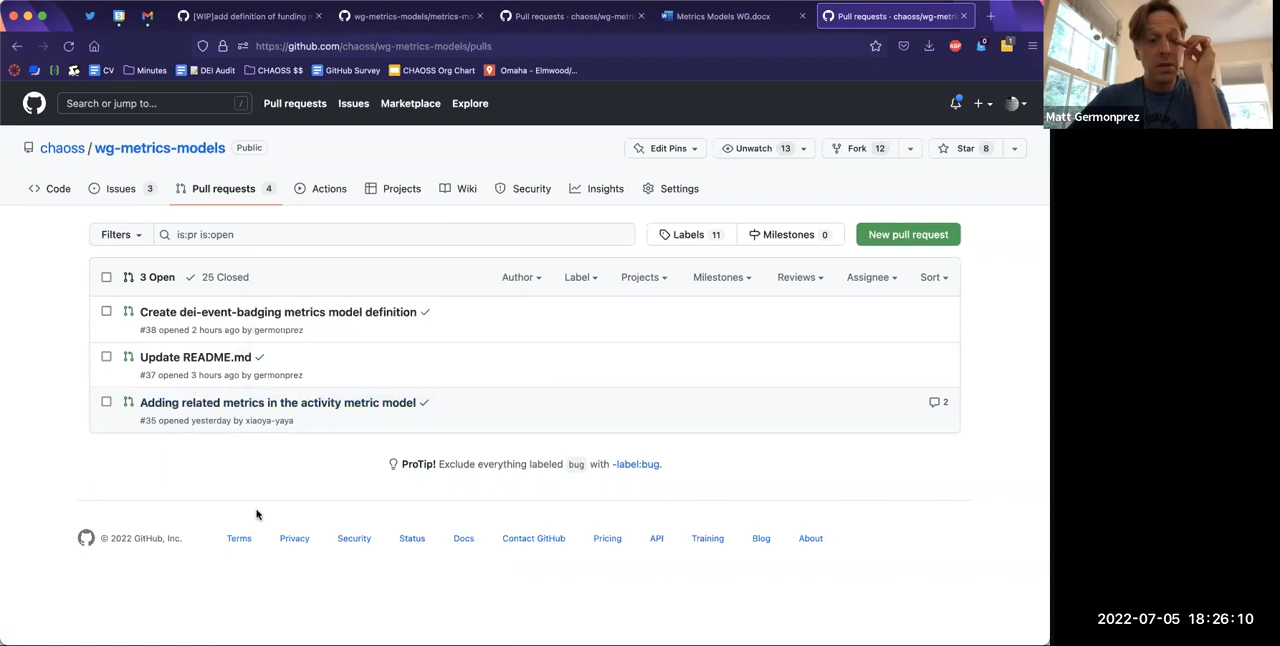 [WIP]add definition of funding
wg-metrics-models/metrics-mo
Pull requests · chaoss/wg-metri
Metrics Models WG.docx
Pull requests · chaoss/wg-metri
https://github.com/chaoss/wg-metrics-models/pulls
CV
Minutes
DEI Audit
CHAOSS $$
GitHub Survey
CHAOSS Org Chart
Omaha - Elmwood/...
Matt Germonprez
Search or jump to...
/
Pull requests
Issues
Marketplace
Explore
chaoss / wg-metrics-models
Public
Edit Pins
Unwatch 13
Fork 12
Star 8
Code
Issues 3
Pull requests 4
Actions
Projects
Wiki
Security
Insights
Settings
Filters
is:pr is:open
Labels 11
Milestones 0
New pull request
3 Open
25 Closed
Author
Label
Projects
Milestones
Reviews
Assignee
Sort
Create dei-event-badging metrics model definition
#38 opened 2 hours ago by germonprez
Update README.md
#37 opened 3 hours ago by germonprez
Adding related metrics in the activity metric model
2
#35 opened yesterday by xiaoya-yaya
ProTip! Exclude everything labeled bug with -label:bug.
© 2022 GitHub, Inc.
Terms
Privacy
Security
Status
Docs
Contact GitHub
Pricing
API
Training
Blog
About
2022-07-05 18:26:10